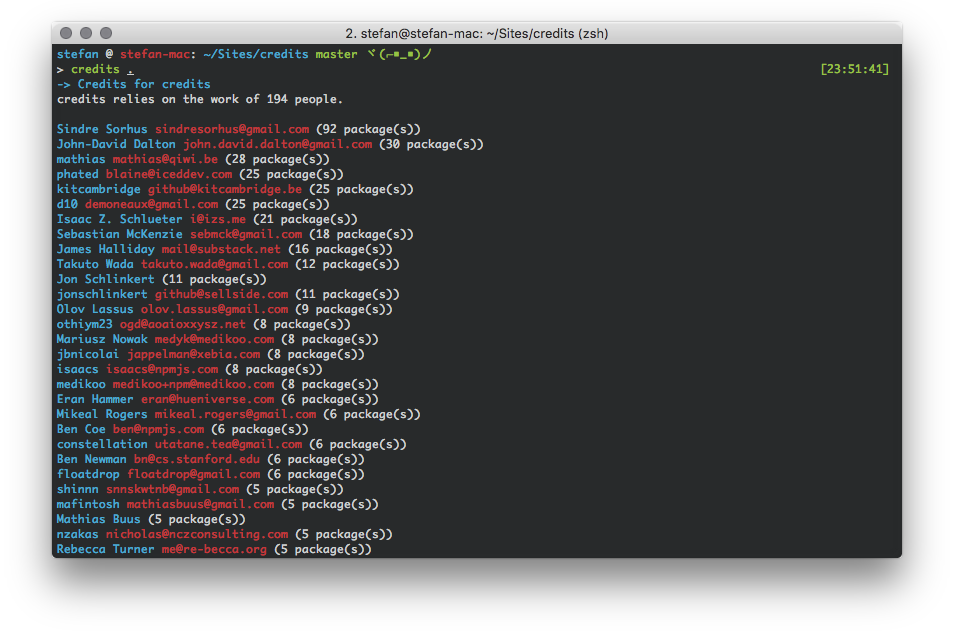 2. stefan@stefan-mac: ~/Sites/credits (zsh)
stefan @ stefan-mac: ~/Sites/credits master ヾ(⌐■_■)ノ
> credits . [23:51:41]
-> Credits for credits
credits relies on the work of 194 people.
Sindre Sorhus sindresorhus@gmail.com (92 package(s))
John-David Dalton john.david.dalton@gmail.com (30 package(s))
mathias mathias@qiwi.be (28 package(s))
phated blaine@iceddev.com (25 package(s))
kitcambridge github@kitcambridge.be (25 package(s))
d10 demoneaux@gmail.com (25 package(s))
Isaac Z. Schlueter i@izs.me (21 package(s))
Sebastian McKenzie sebmck@gmail.com (18 package(s))
James Halliday mail@substack.net (16 package(s))
Takuto Wada takuto.wada@gmail.com (12 package(s))
Jon Schlinkert (11 package(s))
jonschlinkert github@sellside.com (11 package(s))
Olov Lassus olov.lassus@gmail.com (9 package(s))
othiym23 ogd@aoaioxxysz.net (8 package(s))
Mariusz Nowak medyk@medikoo.com (8 package(s))
jbnicolai jappelman@xebia.com (8 package(s))
isaacs isaacs@npmjs.com (8 package(s))
medikoo medikoo+npm@medikoo.com (8 package(s))
Eran Hammer eran@hueniverse.com (6 package(s))
Mikeal Rogers mikeal.rogers@gmail.com (6 package(s))
Ben Coe ben@npmjs.com (6 package(s))
constellation utatane.tea@gmail.com (6 package(s))
Ben Newman bn@cs.stanford.edu (6 package(s))
floatdrop floatdrop@gmail.com (6 package(s))
shinnn snnskwtnb@gmail.com (5 package(s))
mafintosh mathiasbuus@gmail.com (5 package(s))
Mathias Buus (5 package(s))
nzakas nicholas@nczconsulting.com (5 package(s))
Rebecca Turner me@re-becca.org (5 package(s))